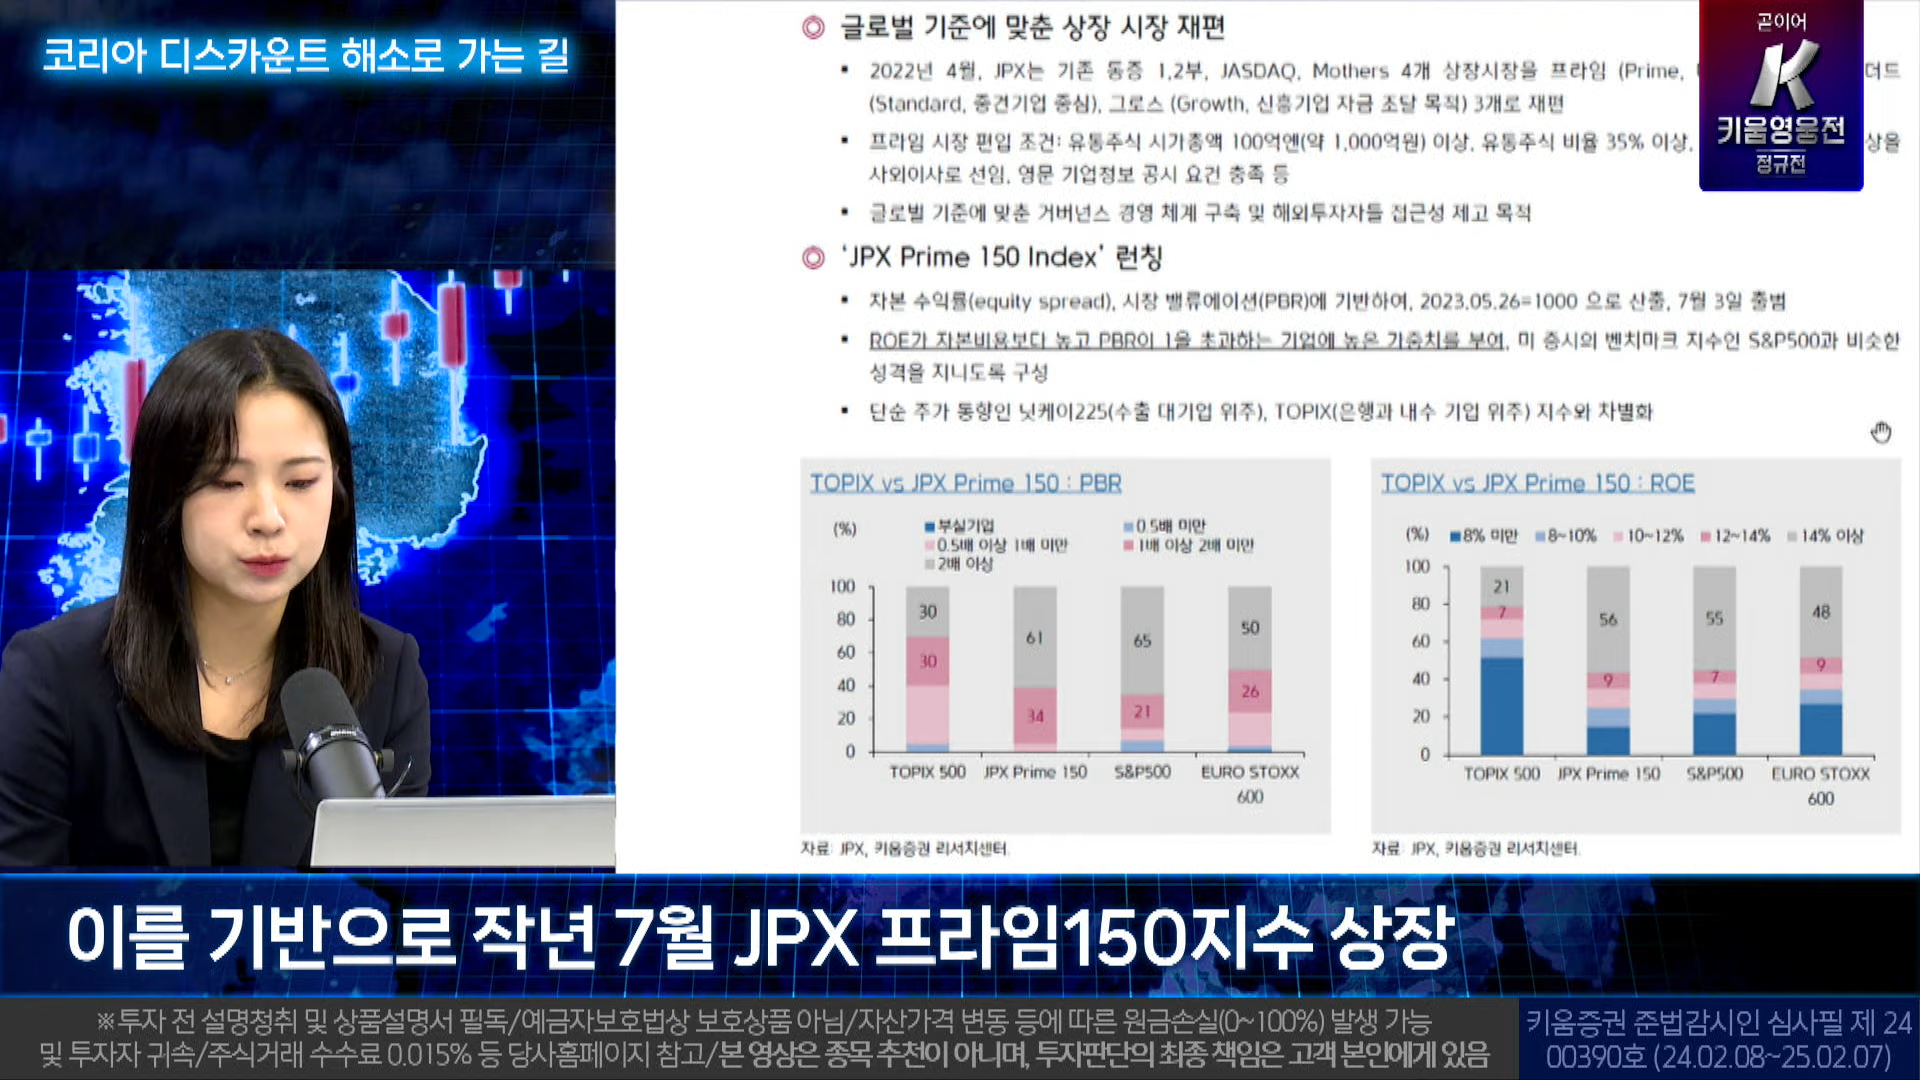 코리아 디스카운트 해소로 가는 길
◎ 글로벌 기준에 맞춘 상장 시장 재편
▪ 2022년 4월, JPX는 기존 동증 1,2부, JASDAQ, Mothers 4개 상장시장을 프라임 (Prime, 더드
(Standard, 중견기업 중심), 그로스 (Growth, 신흥기업 자금 조달 목적) 3개로 재편
▪ 프라임 시장 편입 조건: 유통주식 시가총액 100억엔(약 1,000억원) 이상, 유통주식 비율 35% 이상, 상을
사외이사로 선임, 영문 기업정보 공시 요건 충족 등
▪ 글로벌 기준에 맞춘 거버넌스 경영 체계 구축 및 해외투자자들 접근성 제고 목적
◎ 'JPX Prime 150 Index' 런칭
▪ 자본 수익률(equity spread), 시장 밸류에이션(PBR)에 기반하여, 2023.05.26=1000 으로 산출, 7월 3일 출범
▪ ROE가 자본비용보다 높고 PBR이 1을 초과하는 기업에 높은 가중치를 부여, 미 증시의 벤치마크 지수인 S&P500과 비슷한
성격을 지니도록 구성
▪ 단순 주가 동향인 닛케이225(수출 대기업 위주), TOPIX(은행과 내수 기업 위주) 지수와 차별화
곧이어
K
키움영웅전
정규전
TOPIX vs JPX Prime 150 : PBR
(%)
부실기업 0.5배 미만
0.5배 이상 1배 미만 1배 이상 2배 미만
2배 이상
100
80
60
40
20
0
30 61 65 50
30 34 21 26
TOPIX 500 JPX Prime 150 S&P500 EURO STOXX
600
자료: JPX, 키움증권 리서치센터.
TOPIX vs JPX Prime 150 : ROE
(%) 8% 미만 8~10% 10~12% 12~14% 14% 이상
100
80
60
40
20
0
21 56 55 48
7 9 7 9
TOPIX 500 JPX Prime 150 S&P500 EURO STOXX
600
자료: JPX, 키움증권 리서치센터.
이를 기반으로 작년 7월 JPX 프라임150지수 상장
※투자 전 설명청취 및 상품설명서 필독/예금자보호법상 보호상품 아님/자산가격 변동 등에 따른 원금손실(0~100%) 발생 가능
및 투자자 귀속/주식거래 수수료 0.015% 등 당사홈페이지 참고/본 영상은 종목 추천이 아니며, 투자판단의 최종 책임은 고객 본인에게 있음
키움증권 준법감시인 심사필 제 24
00390호 (24.02.08~25.02.07)